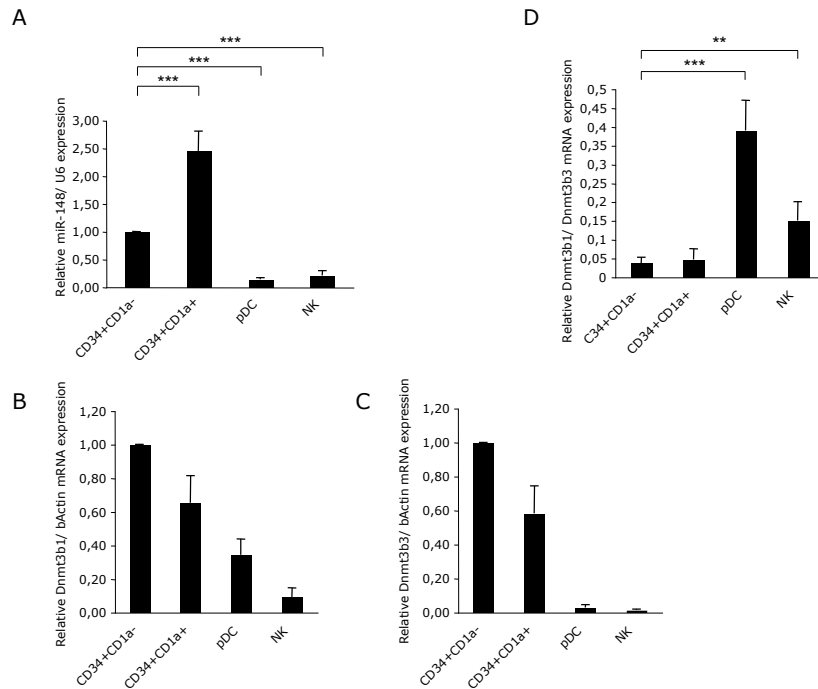 A
***
***
***
Relative miR-148/ U6 expression
3,00
2,50
2,00
1,50
1,00
0,50
0,00
CD34+CD1a-
CD34+CD1a+
pDC
NK
D
**
***
Relative Dnmt3b1/ Dnmt3b3 mRNA expression
0,5
0,45
0,4
0,35
0,3
0,25
0,2
0,15
0,1
0,05
0
C34+CD1a-
CD34+CD1a+
pDC
NK
B
Relative Dnmt3b1/ bActin mRNA expression
1,20
1,00
0,80
0,60
0,40
0,20
0,00
CD34+CD1a-
CD34+CD1a+
pDC
NK
C
Relative Dnmt3b3/ bActin mRNA expression
1,20
1,00
0,80
0,60
0,40
0,20
0,00
CD34+CD1a-
CD34+CD1a+
pDC
NK